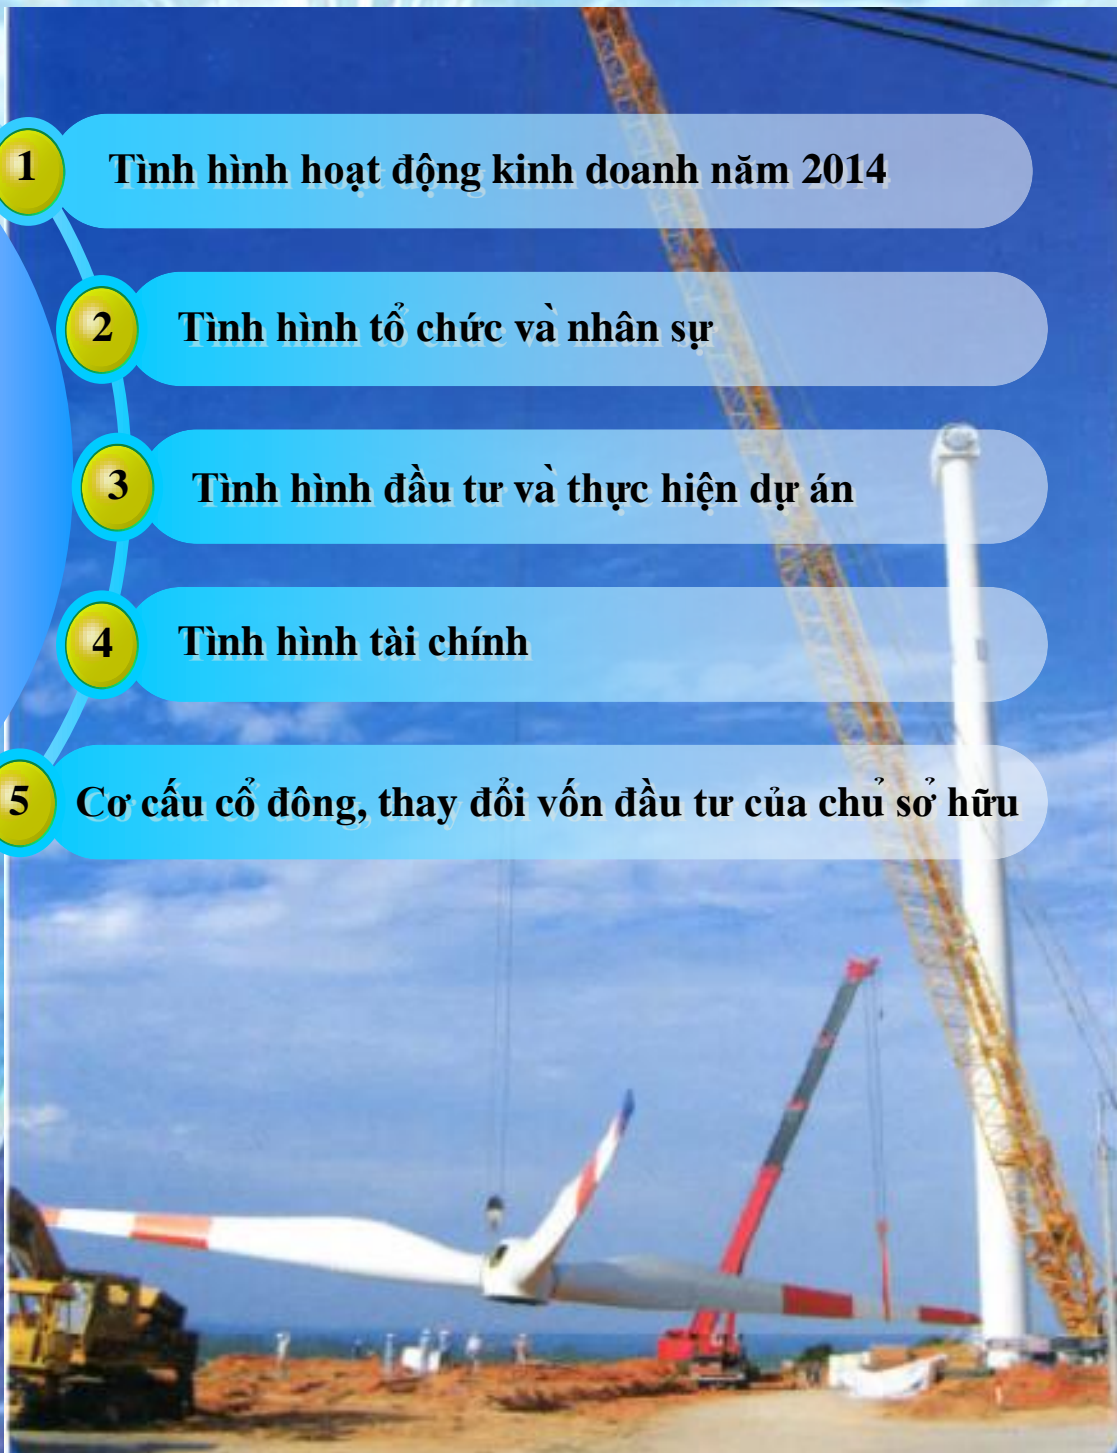 1 Tình hình hoạt động kinh doanh năm 2014
2 Tình hình tổ chức và nhân sự
3 Tình hình đầu tư và thực hiện dự án
4 Tình hình tài chính
5 Cơ cấu cổ đông, thay đổi vốn đầu tư của chủ sở hữu